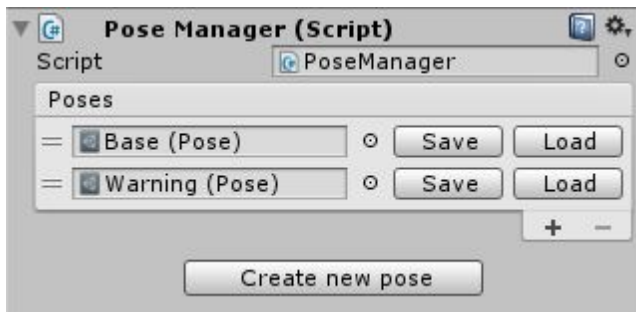 Pose Manager (Script)
Script PoseManager
Poses
= Base (Pose) Save Load
= Warning (Pose) Save Load
+ −
Create new pose